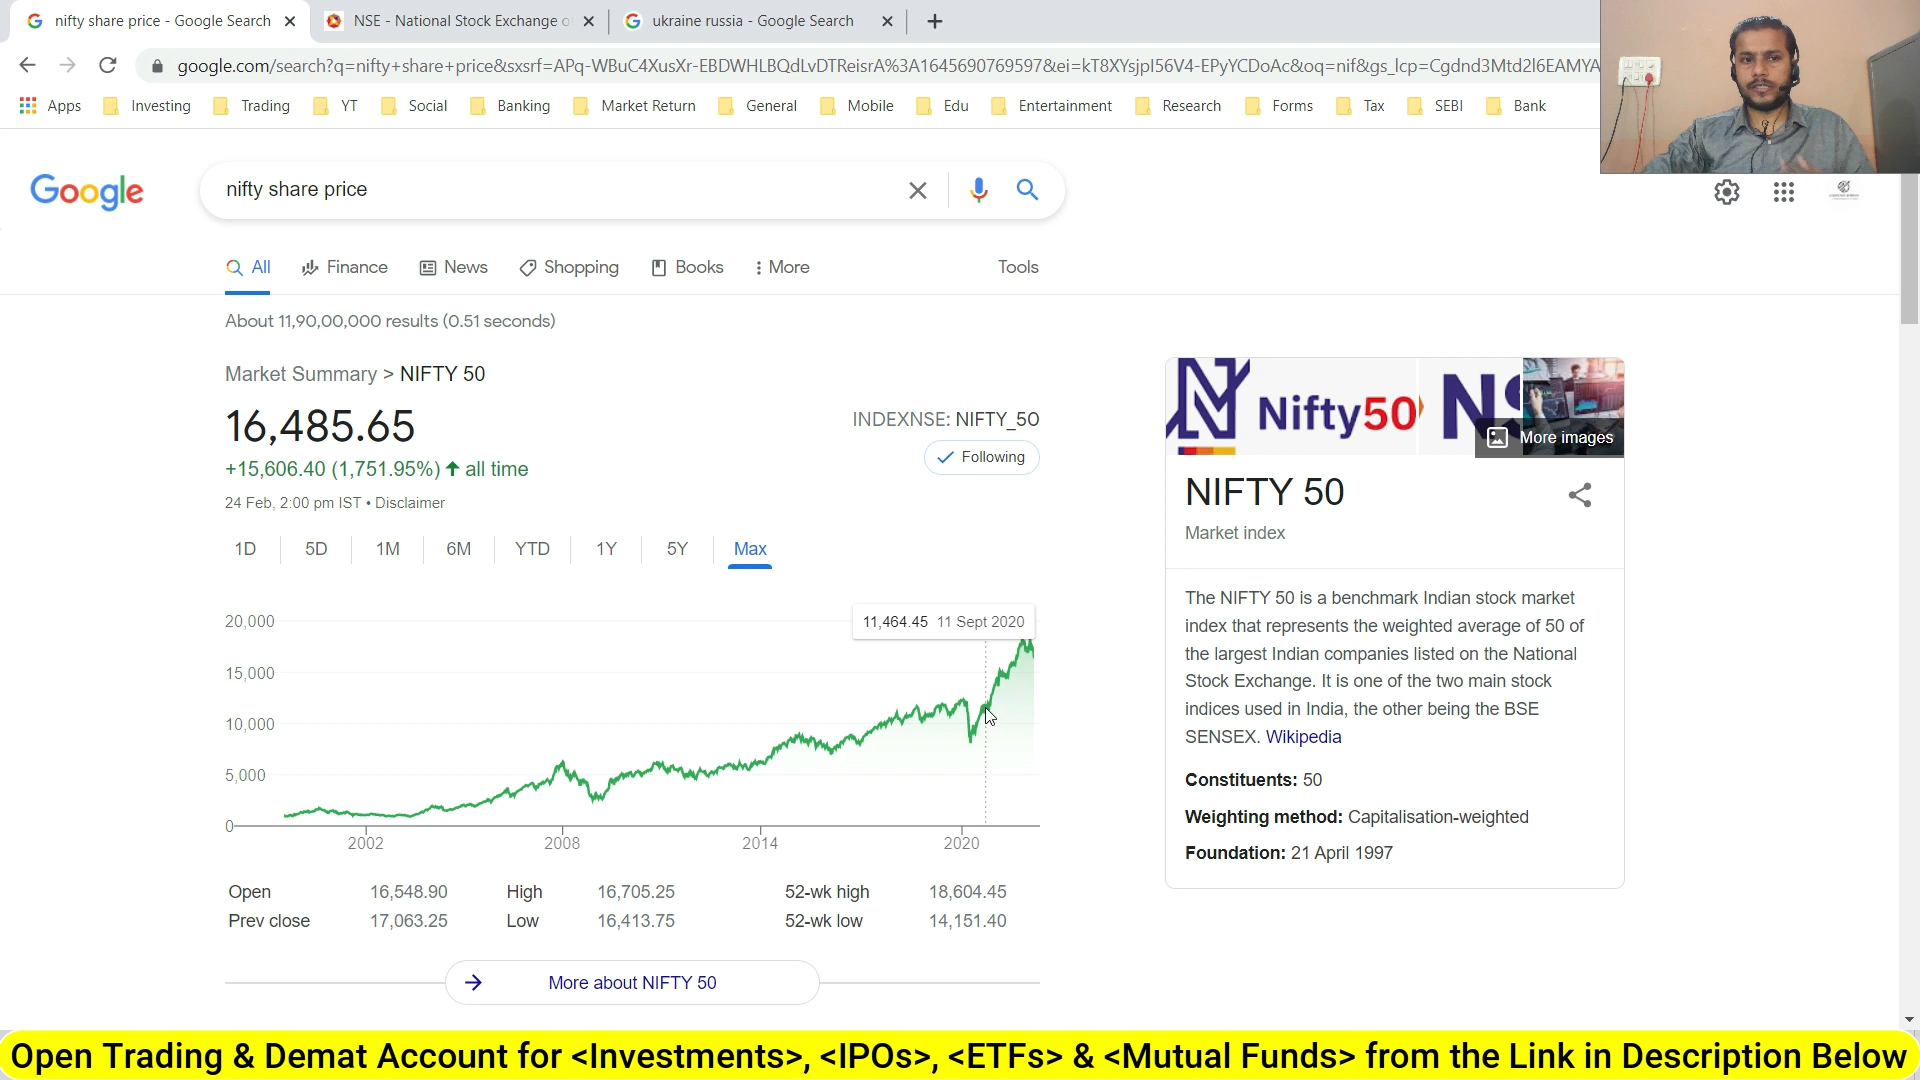 nifty share price - Google Search
NSE - National Stock Exchange o
ukraine russia - Google Search
google.com/search?q=nifty+share+price&sxsrf=APq-WBuC4XusXr-EBDWHLBQdLvDTReisrA%3A1645690769597&ei=kT8XYsjpI56V4-EPyYCDoAc&oq=nif&gs_lcp=Cgdnd3Mtd2l6EAMYA
Apps Investing Trading YT Social Banking Market Return General Mobile Edu Entertainment Research Forms Tax SEBI Bank
Google
nifty share price
All Finance News Shopping Books More Tools
About 11,90,00,000 results (0.51 seconds)
Market Summary > NIFTY 50
16,485.65
INDEXNSE: NIFTY_50
+15,606.40 (1,751.95%) all time
Following
24 Feb, 2:00 pm IST • Disclaimer
1D 5D 1M 6M YTD 1Y 5Y Max
11,464.45 11 Sept 2020
20,000
15,000
10,000
5,000
0
2002 2008 2014 2020
Open 16,548.90 High 16,705.25 52-wk high 18,604.45
Prev close 17,063.25 Low 16,413.75 52-wk low 14,151.40
More about NIFTY 50
Nifty50
More images
NIFTY 50
Market index
The NIFTY 50 is a benchmark Indian stock market
index that represents the weighted average of 50 of
the largest Indian companies listed on the National
Stock Exchange. It is one of the two main stock
indices used in India, the other being the BSE
SENSEX. Wikipedia
Constituents: 50
Weighting method: Capitalisation-weighted
Foundation: 21 April 1997
Open Trading & Demat Account for <Investments>, <IPOs>, <ETFs> & <Mutual Funds> from the Link in Description Below